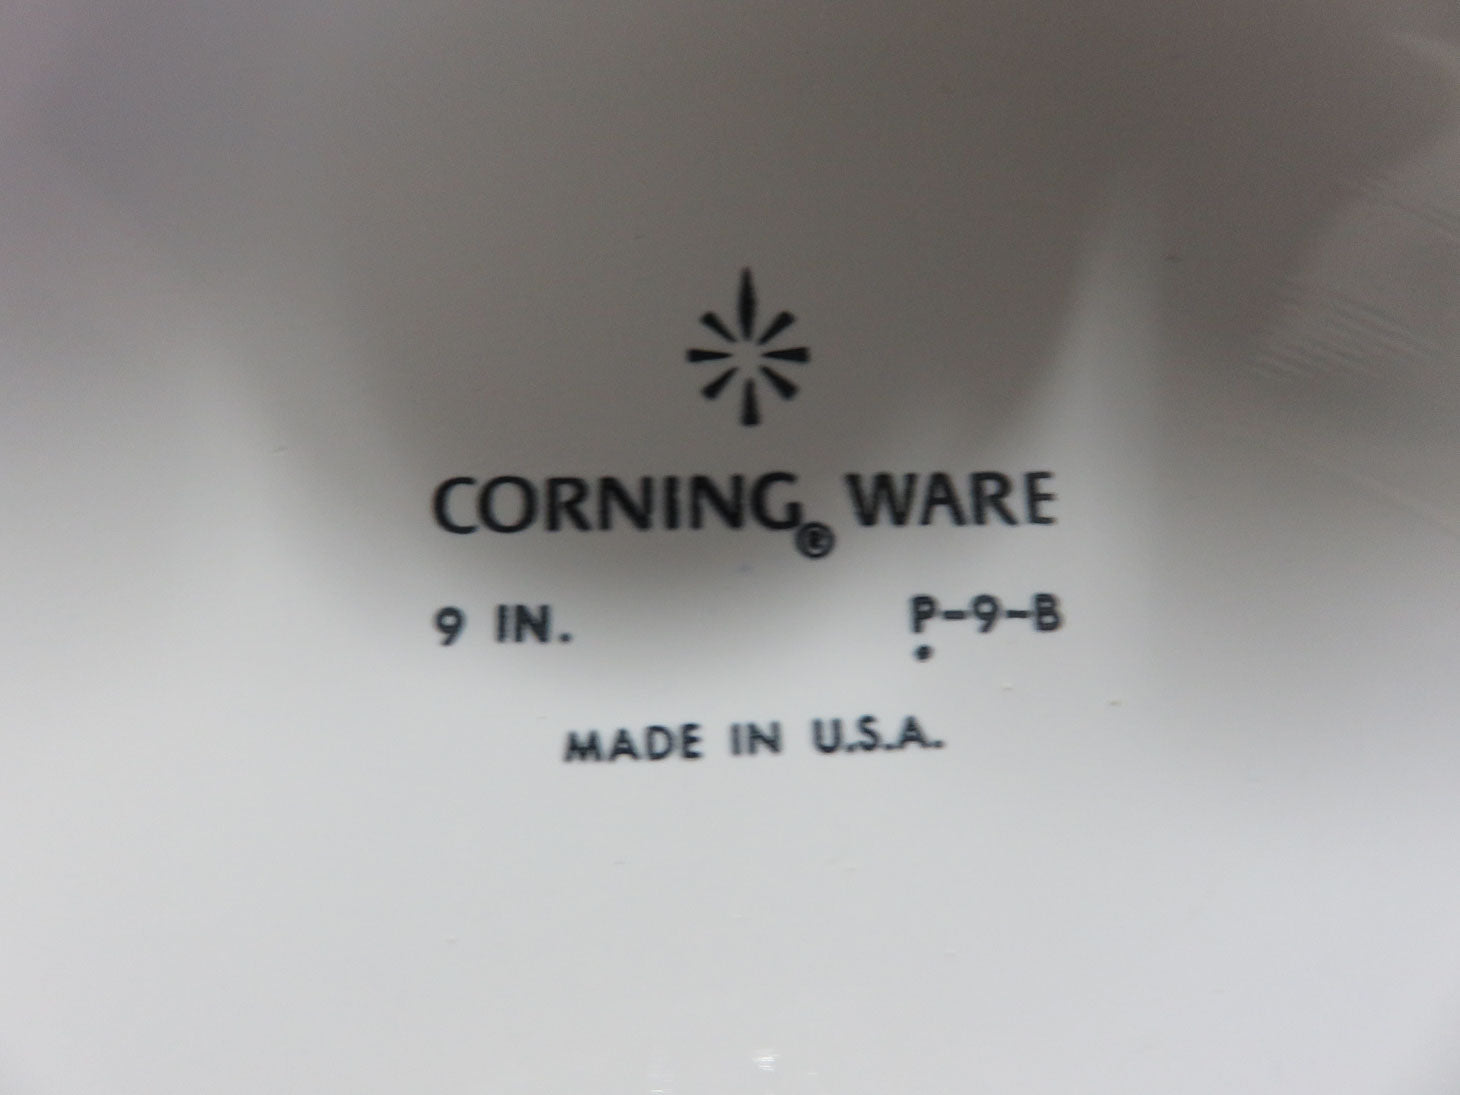 CORNING® WARE
9 IN. P-9-B
MADE IN U.S.A.